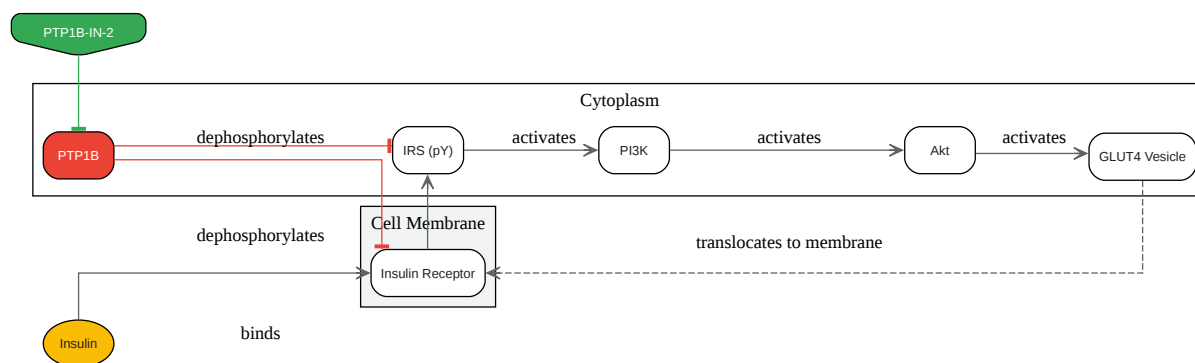 PTP1B-IN-2
Cytoplasm
PTP1B
dephosphorylates
IRS (pY)
activates
PI3K
activates
Akt
activates
GLUT4 Vesicle
Cell Membrane
dephosphorylates
translocates to membrane
Insulin Receptor
binds
Insulin